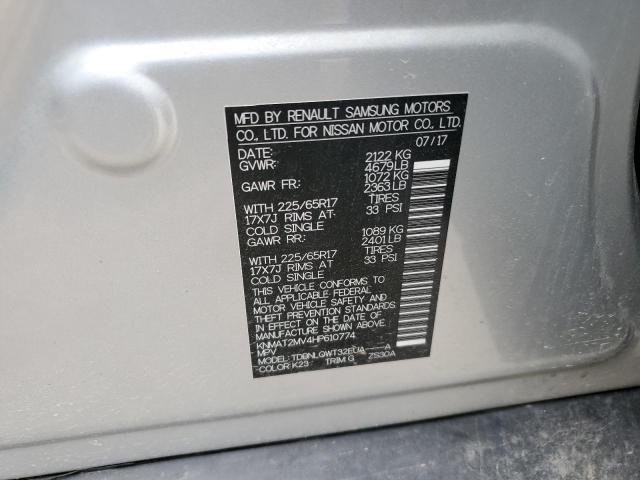 MFD BY RENAULT SAMSUNG MOTORS
CO., LTD. FOR NISSAN MOTOR CO., LTD.
DATE: 07/17
GVWR: 2122 KG
4679LB
GAWR FR: 1072 KG
2363LB
WITH 225/65R17 TIRES
17X7J RIMS AT 33 PSI
COLD SINGLE
GAWR RR: 1089 KG
2401LB
WITH 225/65R17 TIRES
17X7J RIMS AT 33 PSI
COLD SINGLE
THIS VEHICLE CONFORMS TO
ALL APPLICABLE FEDERAL
MOTOR VEHICLE SAFETY AND
THEFT PREVENTION STANDARDS
IN EFFECT ON THE DATE OF
MANUFACTURE SHOWN ABOVE.
KNMAT2MV4HP610774
MPV
MODEL: TDBNLQWT32EUA-----A
COLOR: K23 TRIM: G ZS30A